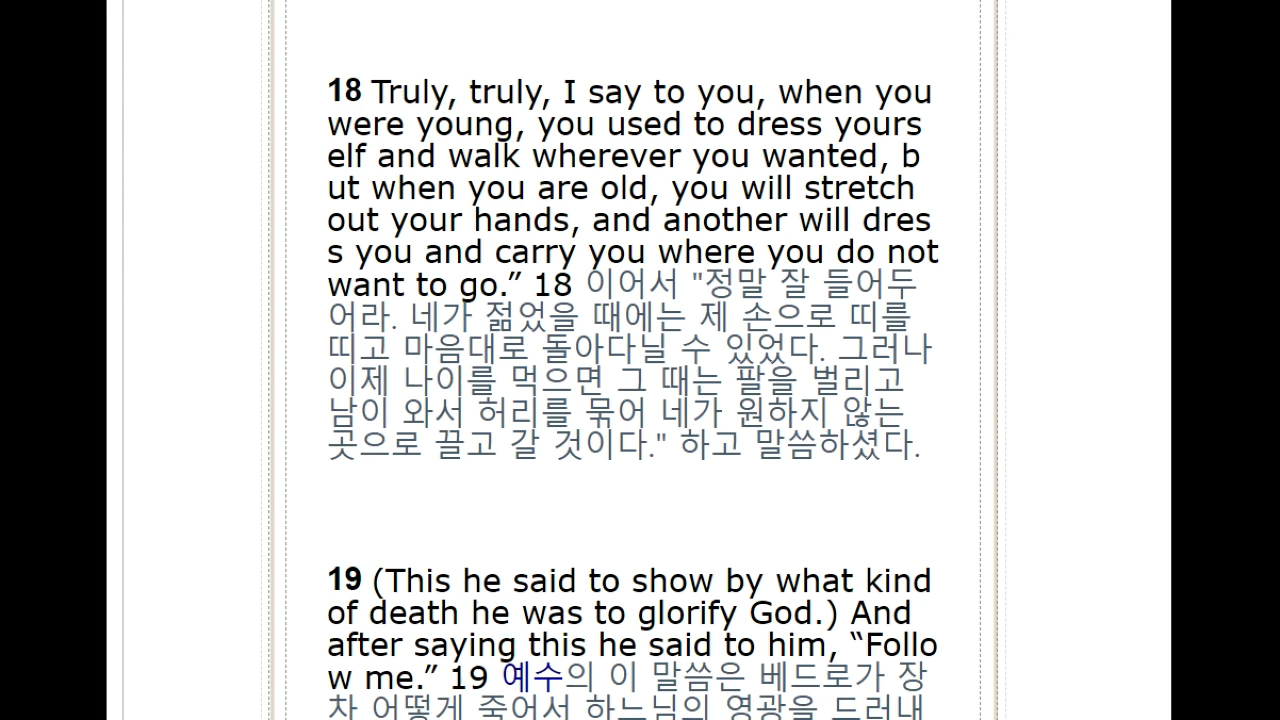 18 Truly, truly, I say to you, when you
were young, you used to dress yours
elf and walk wherever you wanted, b
ut when you are old, you will stretch
out your hands, and another will dres
s you and carry you where you do not
want to go.” 18 이어서 "정말 잘 들어두
어라. 네가 젊었을 때에는 제 손으로 띠를
띠고 마음대로 돌아다닐 수 있었다. 그러나
이제 나이를 먹으면 그 때는 팔을 벌리고
남이 와서 허리를 묶어 네가 원하지 않는
곳으로 끌고 갈 것이다." 하고 말씀하셨다.
19 (This he said to show by what kind
of death he was to glorify God.) And
after saying this he said to him, “Follo
w me.” 19 예수의 이 말씀은 베드로가 장
차 어떻게 죽어서 하느님의 영광을 드러내